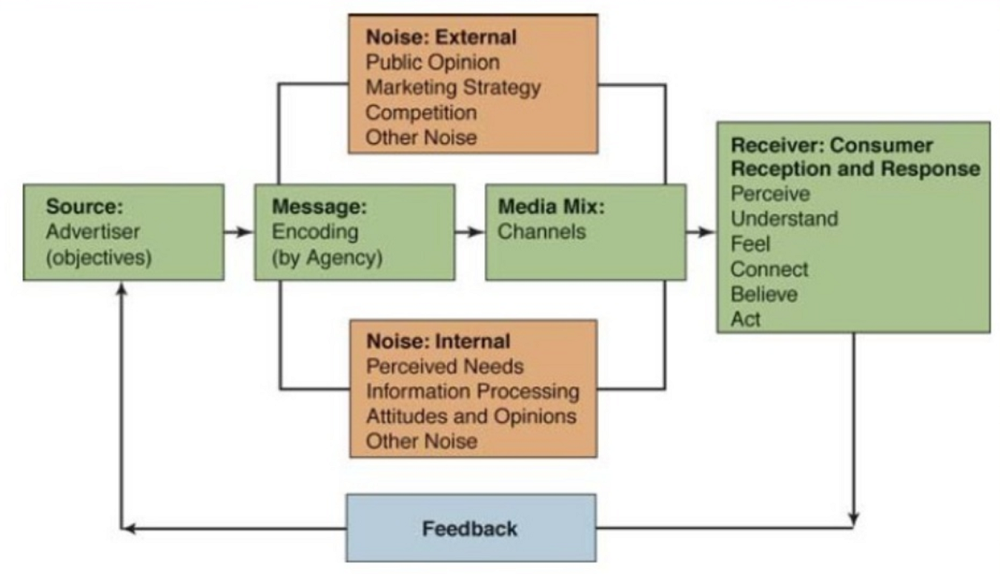 Noise: External
Public Opinion
Marketing Strategy
Competition
Other Noise
Source:
Advertiser
(objectives)
Message:
Encoding
(by Agency)
Media Mix:
Channels
Receiver: Consumer
Reception and Response
Perceive
Understand
Feel
Connect
Believe
Act
Noise: Internal
Perceived Needs
Information Processing
Attitudes and Opinions
Other Noise
Feedback